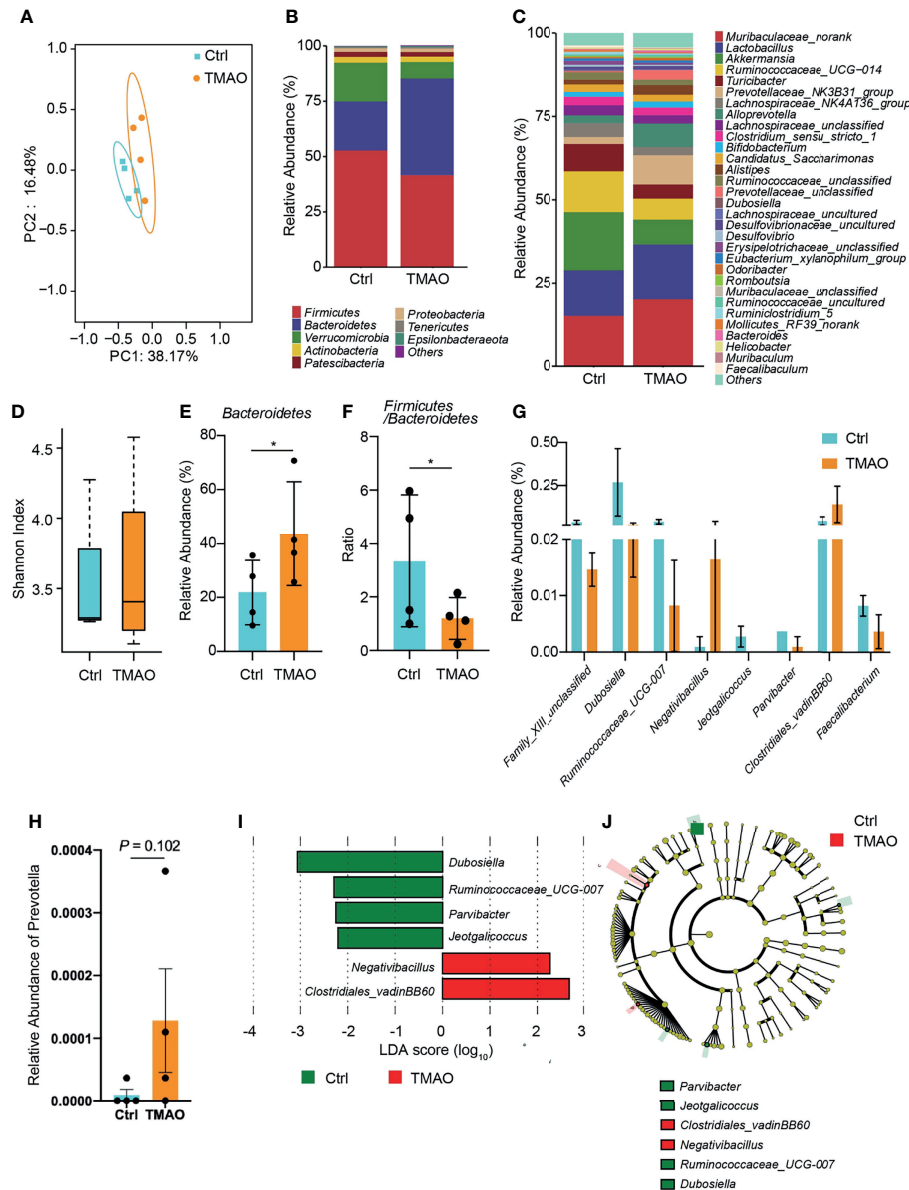 A
1.0
0.5
0.0
−0.5
−1.0
PC2 : 16.48%
−1.0 −0.5 0.0 0.5 1.0
PC1: 38.17%
Ctrl
TMAO
B
100
75
50
25
0
Relative Abundance (%)
Ctrl TMAO
Firmicutes
Bacteroidetes
Verrucomicrobia
Actinobacteria
Patescibacteria
Proteobacteria
Tenericutes
Epsilonbacteraeota
Others
C
100
75
50
25
0
Relative Abundance (%)
Ctrl TMAO
Muribaculaceae_norank
Lactobacillus
Akkermansia
Ruminococcaceae_UCG-014
Turicibacter
Prevotellaceae_NK3B31_group
Lachnospiraceae_NK4A136_group
Alloprevotella
Lachnospiraceae_unclassified
Clostridium_sensu_stricto_1
Bifidobacterium
Candidatus_Saccharimonas
Alistipes
Ruminococcaceae_unclassified
Prevotellaceae_unclassified
Dubosiella
Lachnospiraceae_uncultured
Desulfovibrionaceae_uncultured
Desulfovibrio
Erysipelotrichaceae_unclassified
Eubacterium_xylanophilum_group
Odoribacter
Romboutsia
Muribaculaceae_unclassified
Ruminococcaceae_uncultured
Ruminiclostridium_5
Mollicutes_RF39_norank
Bacteroides
Helicobacter
Muribaculum
Faecalibaculum
Others
D
4.5
4.0
3.5
Shannon Index
Ctrl TMAO
E
Bacteroidetes
*
80
60
40
20
0
Relative Abundance (%)
Ctrl TMAO
F
Firmicutes
/Bacteroidetes
*
8
6
4
2
0
Ratio
Ctrl TMAO
G
0.50
0.25
0.02
0.01
0.00
Relative Abundance (%)
Ctrl
TMAO
Family_XIII_unclassified
Dubosiella
Ruminococcaceae_UCG-007
Negativibacillus
Jeotgalicoccus
Parvibacter
Clostridiales_vadinBB60
Faecalibacterium
H
P = 0.102
0.0004
0.0003
0.0002
0.0001
0.0000
Relative Abundance of Prevotella
Ctrl TMAO
I
Dubosiella
Ruminococcaceae_UCG-007
Parvibacter
Jeotgalicoccus
Negativibacillus
Clostridiales_vadinBB60
-4 -3 -2 -1 0 1 2 3
LDA score (log10)
Ctrl TMAO
J
Ctrl
TMAO
Parvibacter
Jeotgalicoccus
Clostridiales_vadinBB60
Negativibacillus
Ruminococcaceae_UCG-007
Dubosiella